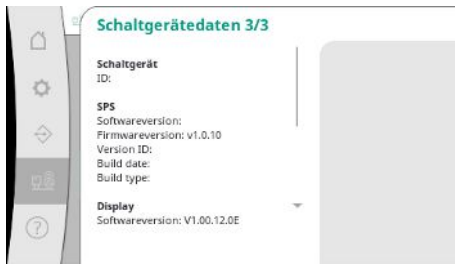 Schaltgerätedaten 3/3
Schaltgerät
ID:
SPS
Softwareversion:
Firmwareversion: v1.0.10
Version ID:
Build date:
Build type:
Display
Softwareversion: V1.00.12.0E
?